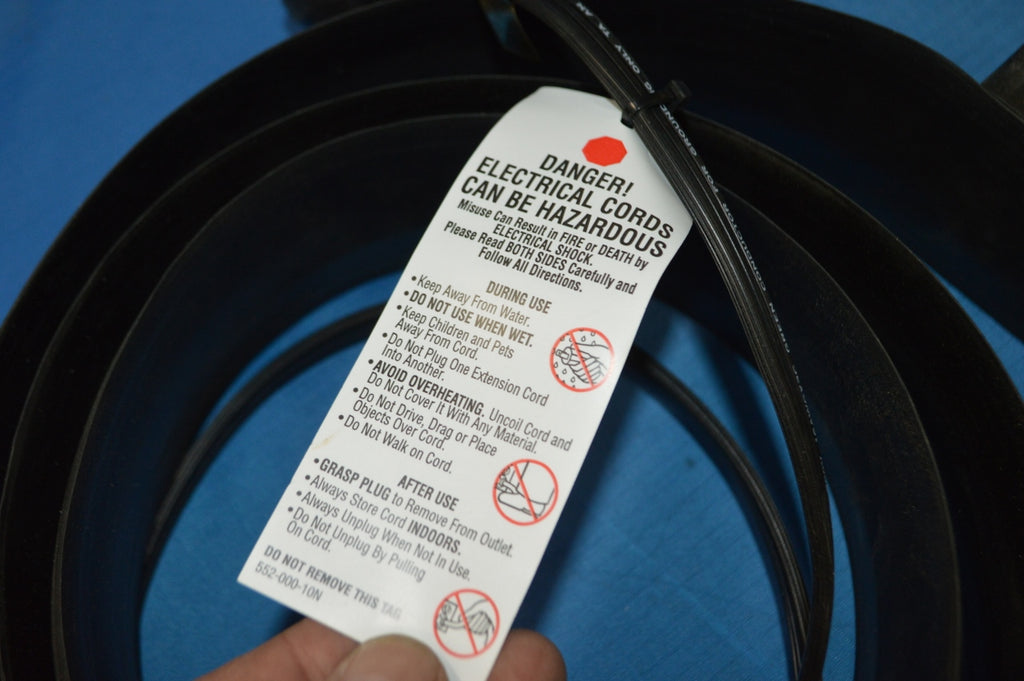 DANGER!
ELECTRICAL CORDS
CAN BE HAZARDOUS
Misuse Can Result in FIRE or DEATH by
ELECTRICAL SHOCK.
Please Read BOTH SIDES Carefully and
Follow All Directions.
DURING USE
• Keep Away From Water.
• DO NOT USE WHEN WET.
• Keep Children and Pets
Away From Cord.
• Do Not Plug One Extension Cord
Into Another.
• AVOID OVERHEATING. Uncoil Cord and
Do Not Cover It With Any Material.
• Do Not Drive, Drag or Place
Objects Over Cord.
• Do Not Walk on Cord.
AFTER USE
• GRASP PLUG to Remove From Outlet.
• Always Store Cord INDOORS.
• Always Unplug When Not In Use.
• Do Not Unplug By Pulling
On Cord.
DO NOT REMOVE THIS TAG
552-000-10N
ONLY
FOR GROUND
GREEN CONDUCTOR